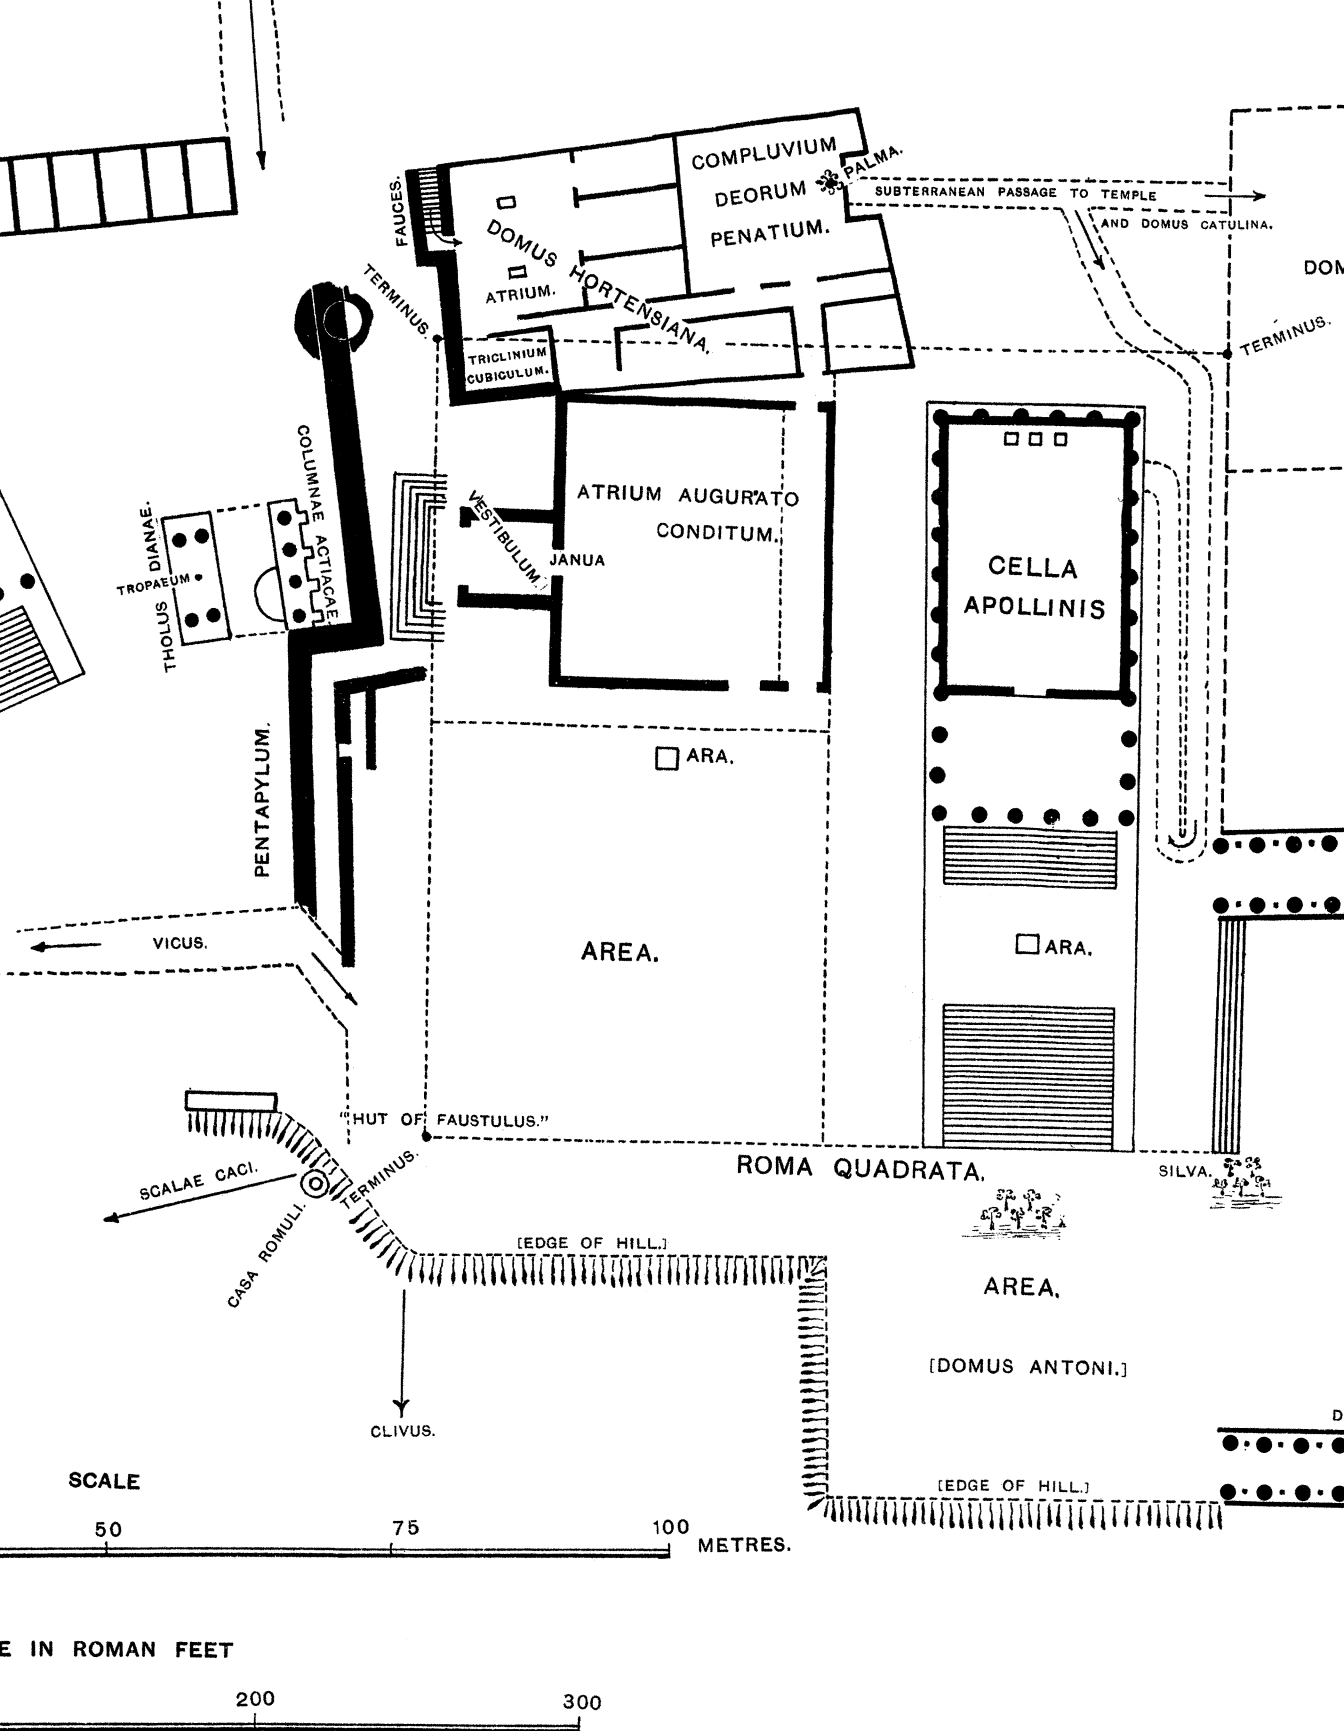 COMPLUVIUM
DEORUM
PENATIUM.
PALMA.
SUBTERRANEAN PASSAGE TO TEMPLE
AND DOMUS CATULINA.
FAUCES.
DOMUS HORTENSIANA.
ATRIUM.
TERMINUS.
TRICLINIUM
CUBICULUM.
DOM
TERMINUS.
COLUMNAE ACTIACAE.
THOLUS DIANAE.
TROPAEUM
VESTIBULUM.
JANUA
ATRIUM AUGURATO
CONDITUM.
CELLA
APOLLINIS
PENTAPYLUM.
ARA.
VICUS.
AREA.
ARA.
"HUT OF FAUSTULUS."
TERMINUS.
ROMA QUADRATA.
SILVA.
SCALAE CACI.
CASA ROMULI.
[EDGE OF HILL.]
AREA.
[DOMUS ANTONI.]
CLIVUS.
D
[EDGE OF HILL.]
SCALE
50 75 100 METRES.
E IN ROMAN FEET
200 300